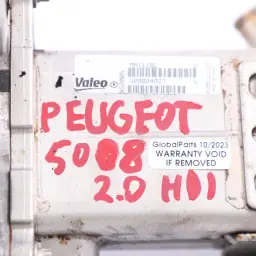 Valeo
PEUGEOT
5008
2.0 HDI
GlobalParts 10/2023
WARRANTY VOID
IF REMOVED